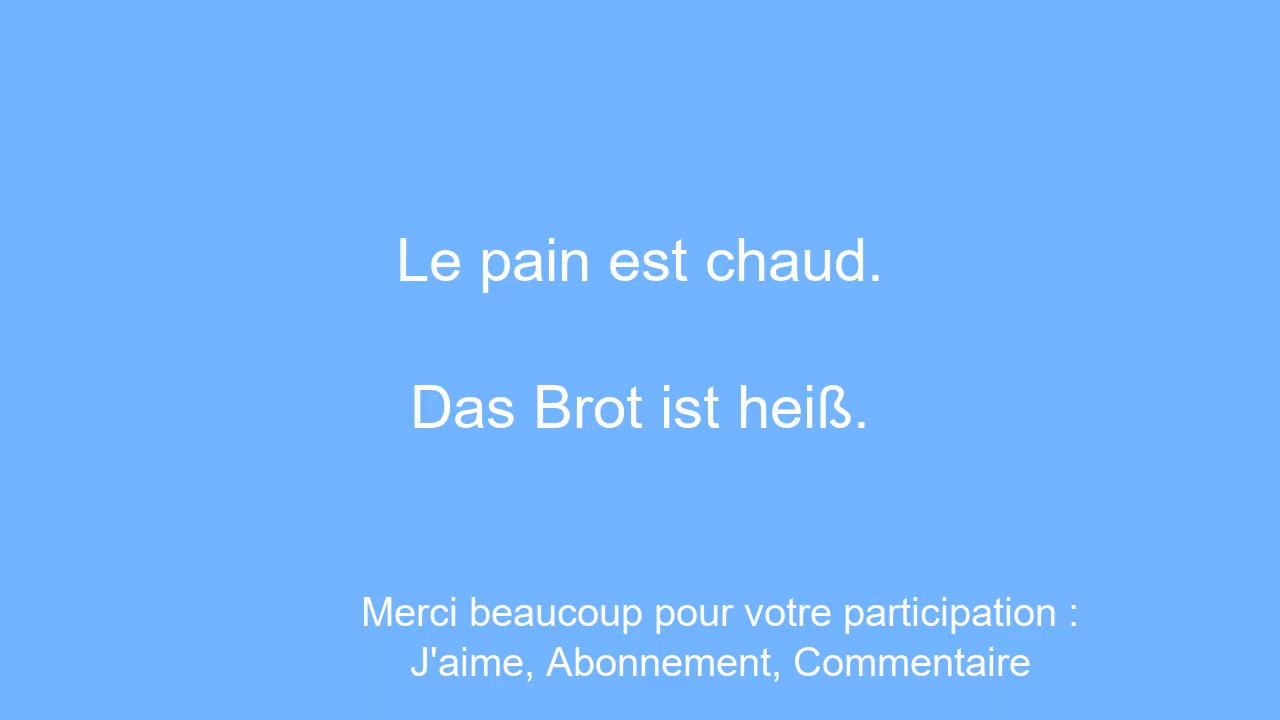 Le pain est chaud.
Das Brot ist heiß.
Merci beaucoup pour votre participation :
J'aime, Abonnement, Commentaire